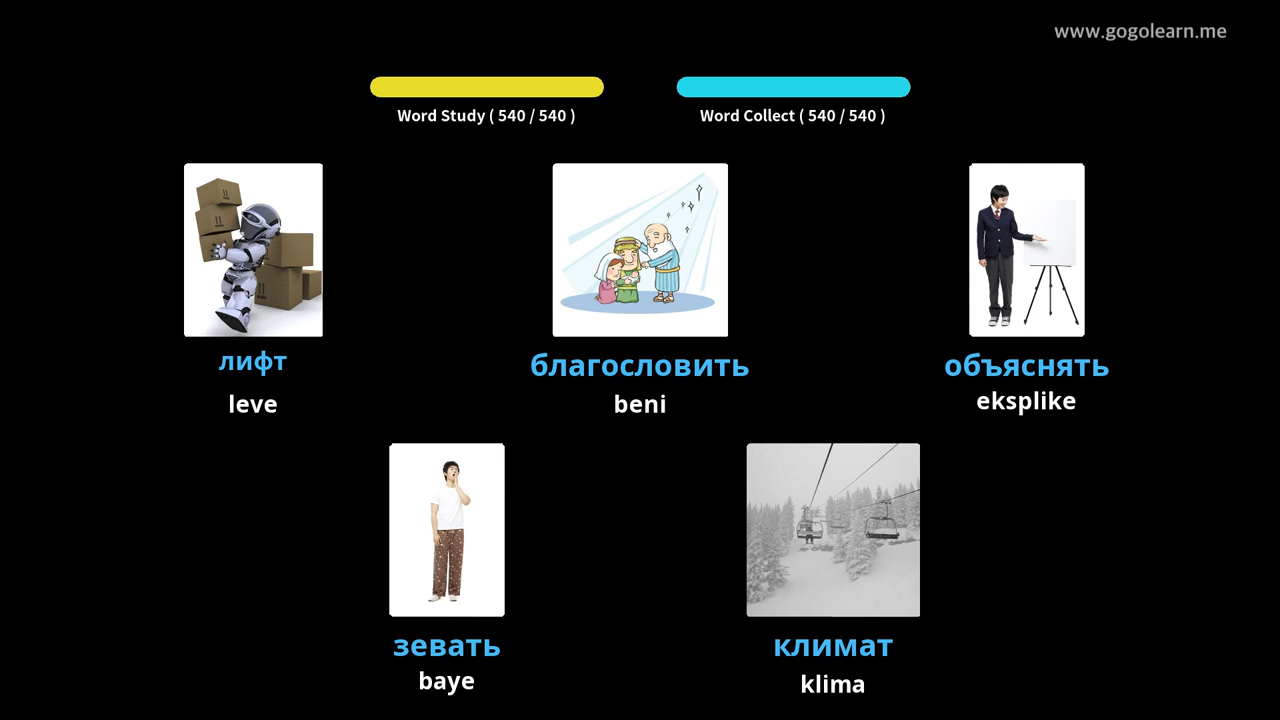 www.gogolearn.me
Word Study ( 540 / 540 )
Word Collect ( 540 / 540 )
лифт
благословить
объяснять
leve
beni
eksplike
зевать
климат
baye
klima